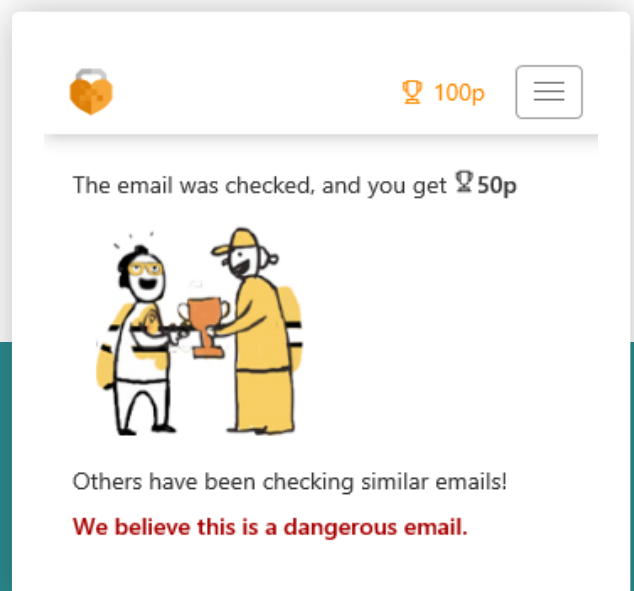 100p
The email was checked, and you get 50p
Others have been checking similar emails!
We believe this is a dangerous email.